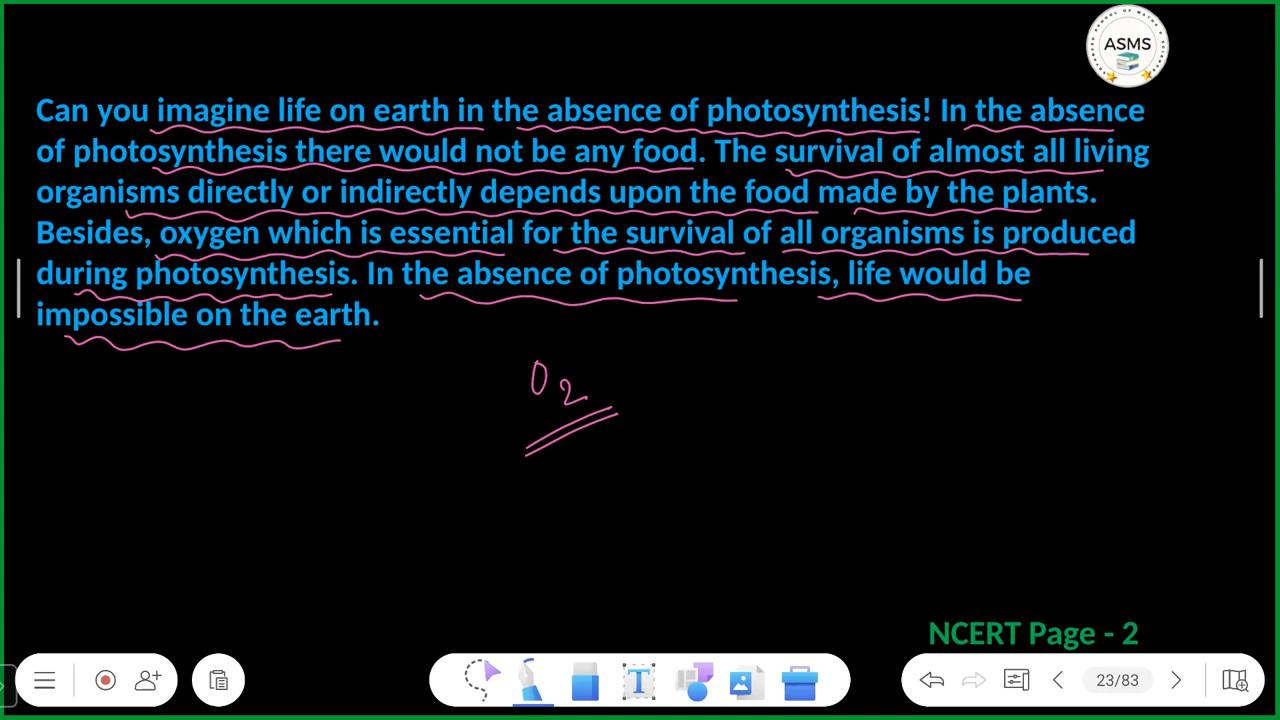 ASMS
Can you imagine life on earth in the absence of photosynthesis! In the absence
of photosynthesis there would not be any food. The survival of almost all living
organisms directly or indirectly depends upon the food made by the plants.
Besides, oxygen which is essential for the survival of all organisms is produced
during photosynthesis. In the absence of photosynthesis, life would be
impossible on the earth.
O2
NCERT Page - 2
T
23/83